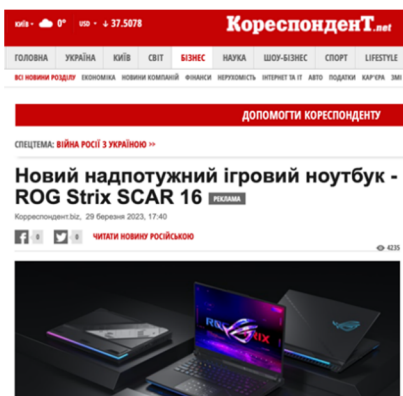 КИЇВ 0° USD ↓ 37.5078
КореспонденТ.net
ГОЛОВНА УКРАЇНА КИЇВ СВІТ БІЗНЕС НАУКА ШОУ-БІЗНЕС СПОРТ LIFESTYLE
ВСІ НОВИНИ РОЗДІЛУ ЕКОНОМІКА НОВИНИ КОМПАНІЙ ФІНАНСИ НЕРУХОМІСТЬ ІНТЕРНЕТ ТА ІТ АВТО ПОДАТКИ КАР'ЄРА ЗМІ
ДОПОМОГТИ КОРЕСПОНДЕНТУ
СПЕЦТЕМА: ВІЙНА РОСІЇ З УКРАЇНОЮ »
Новий надпотужний ігровий ноутбук -
ROG Strix SCAR 16 РЕКЛАМА
Корреспондент.biz, 29 березня 2023, 17:40
0 0 ЧИТАТИ НОВИНУ РОСІЙСЬКОЮ
4235